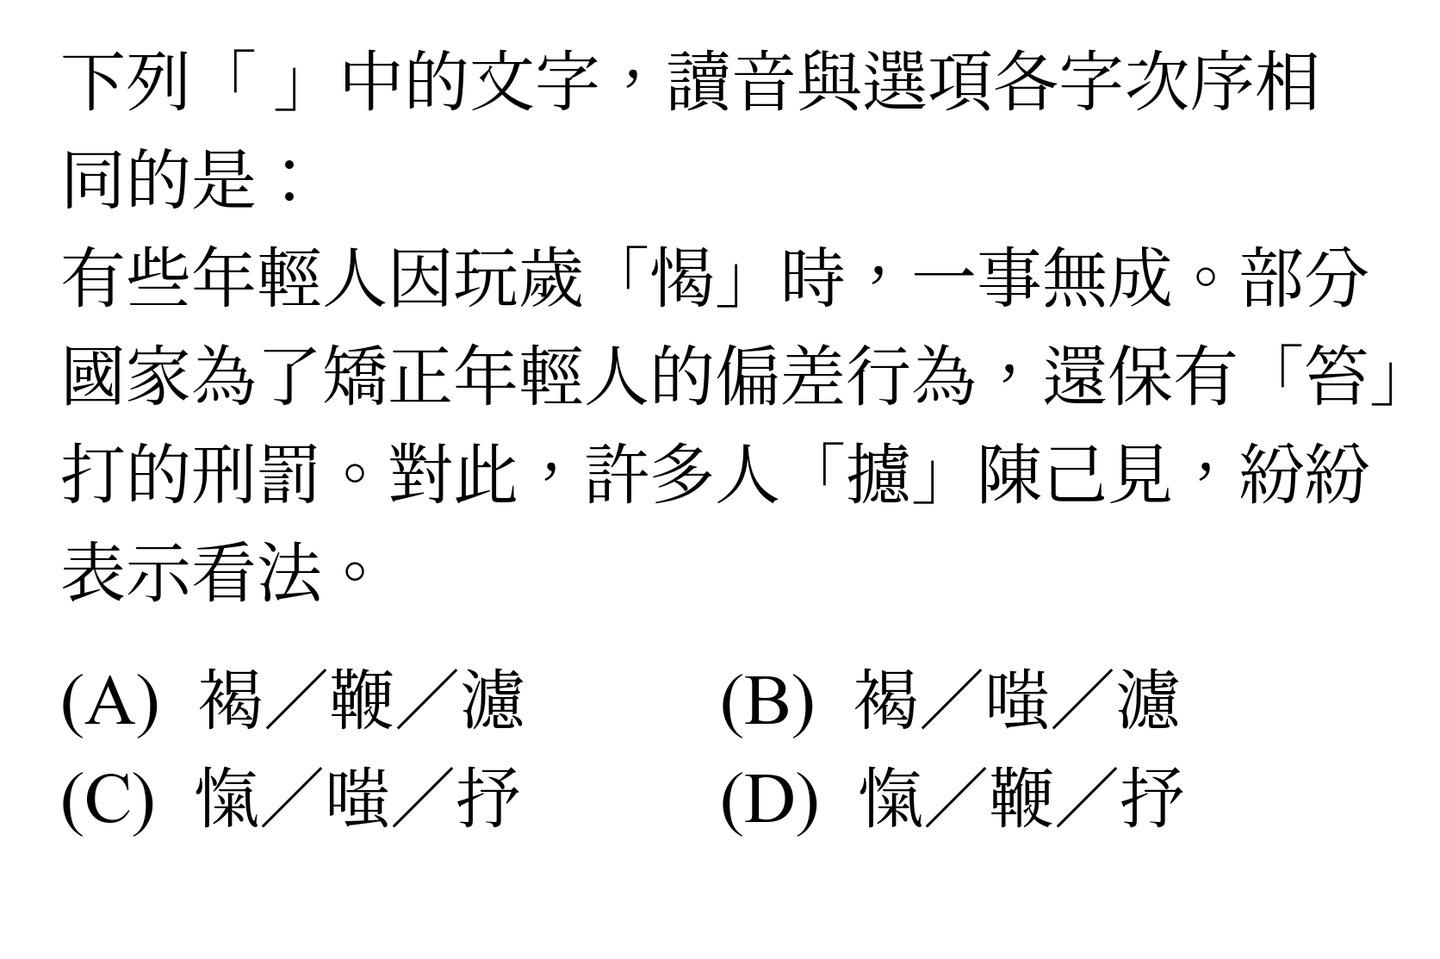 下列「 」中的文字，讀音與選項各字次序相
同的是：
有些年輕人因玩歲「愒」時，一事無成。部分
國家為了矯正年輕人的偏差行為，還保有「笞」
打的刑罰。對此，許多人「攄」陳己見，紛紛
表示看法。
(A) 褐／鞭／濾 (B) 褐／嗤／濾
(C) 愾／嗤／抒 (D) 愾／鞭／抒